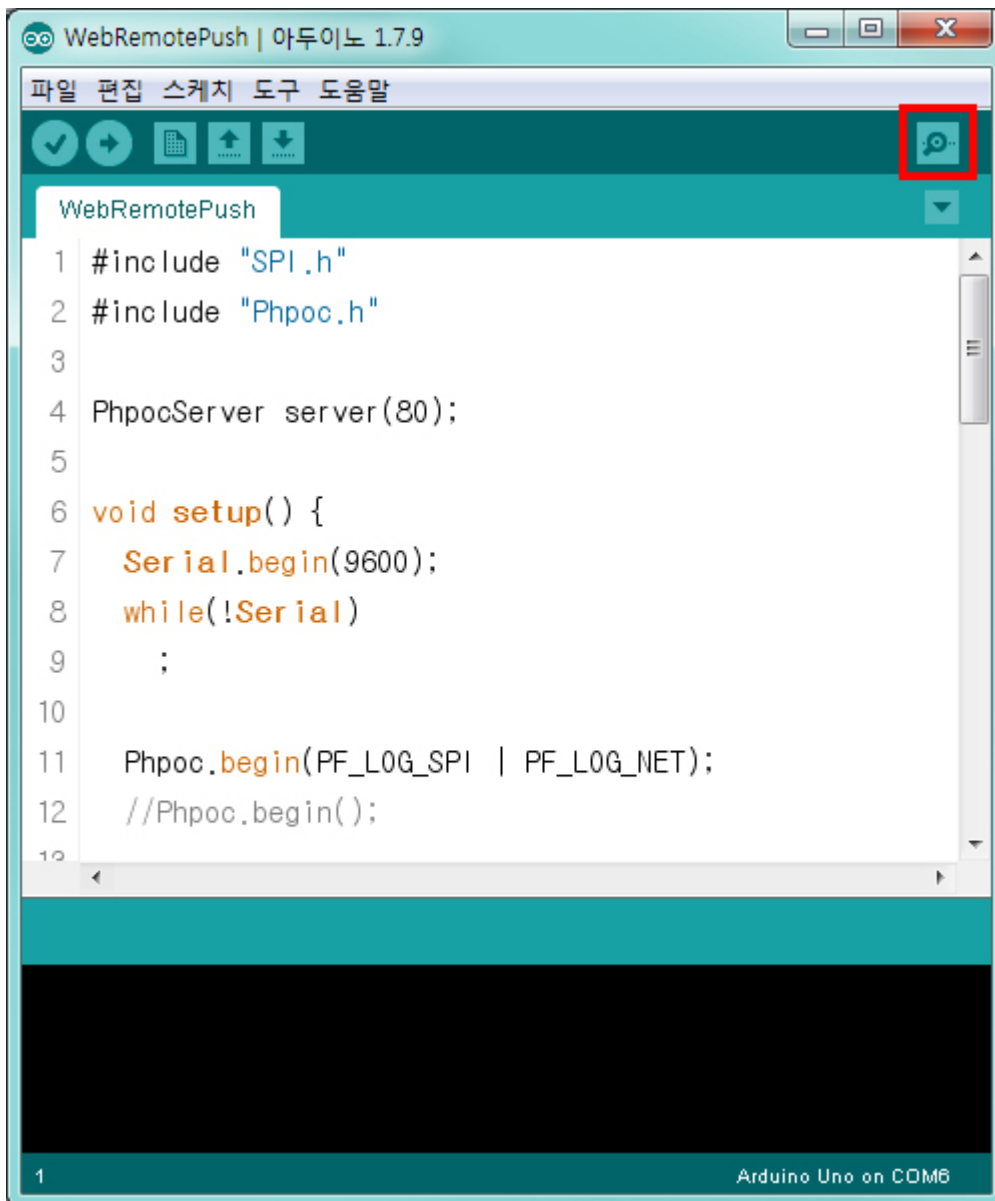 WebRemotePush | 아두이노 1.7.9
파일 편집 스케치 도구 도움말
WebRemotePush
1 #include "SPI.h"
2 #include "Phpoc.h"
3
4 PhpocServer server(80);
5
6 void setup() {
7 Serial.begin(9600);
8 while(!Serial)
9 ;
10
11 Phpoc.begin(PF_LOG_SPI | PF_LOG_NET);
12 //Phpoc.begin();
13
1
Arduino Uno on COM6